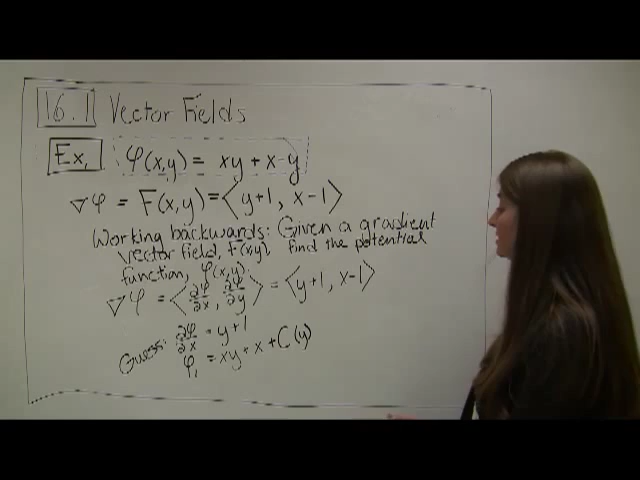 16.1 Vector Fields
Ex, φ(x,y) = xy + x - y
∇φ = F(x,y) = ⟨y+1, x-1⟩
Working backwards: Given a gradient
vector field, F(x,y), find the potential
function, φ(x,y).
∇φ = ⟨∂φ/∂x, ∂φ/∂y⟩ = ⟨y+1, x-1⟩
Guess: ∂φ/∂x = y+1
φ₁ = xy + x + C(y)